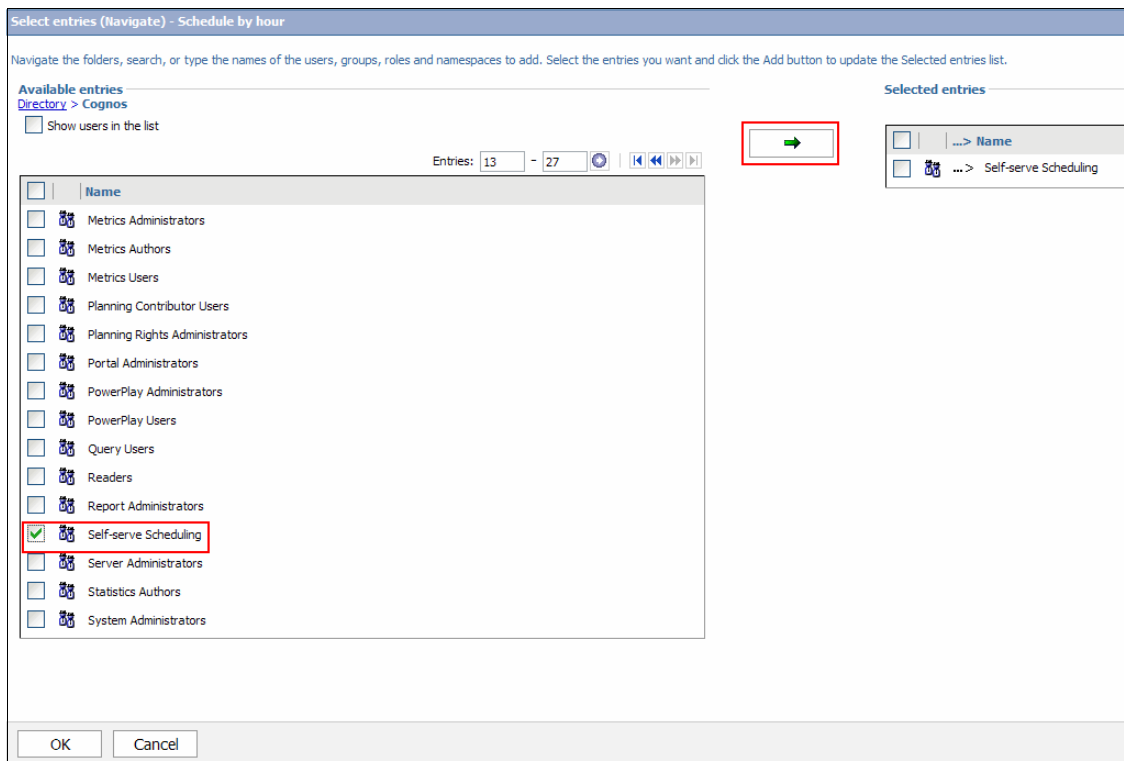 Select entries (Navigate) - Schedule by hour
Navigate the folders, search, or type the names of the users, groups, roles and namespaces to add. Select the entries you want and click the Add button to update the Selected entries list.
Available entries
Directory > Cognos
Show users in the list
Entries: 13 - 27
Name
Metrics Administrators
Metrics Authors
Metrics Users
Planning Contributor Users
Planning Rights Administrators
Portal Administrators
PowerPlay Administrators
PowerPlay Users
Query Users
Readers
Report Administrators
Self-serve Scheduling
Server Administrators
Statistics Authors
System Administrators
Selected entries
...> Name
...> Self-serve Scheduling
OK Cancel